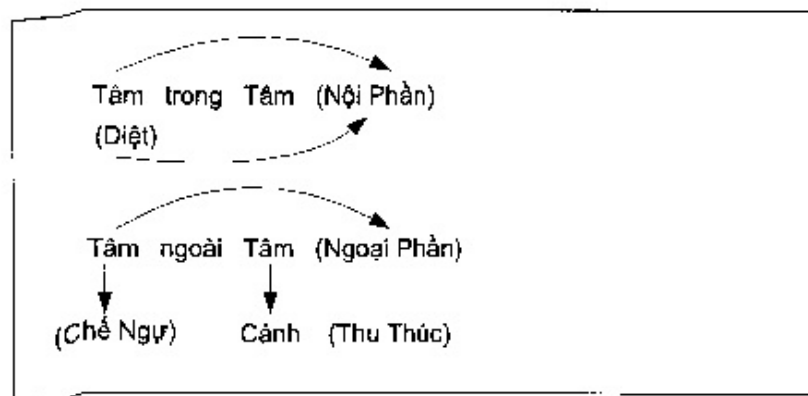 Tâm trong Tâm (Nội Phần)
(Diệt)
Tâm ngoài Tâm (Ngoại Phần)
(Chế Ngự) Cảnh (Thu Thúc)